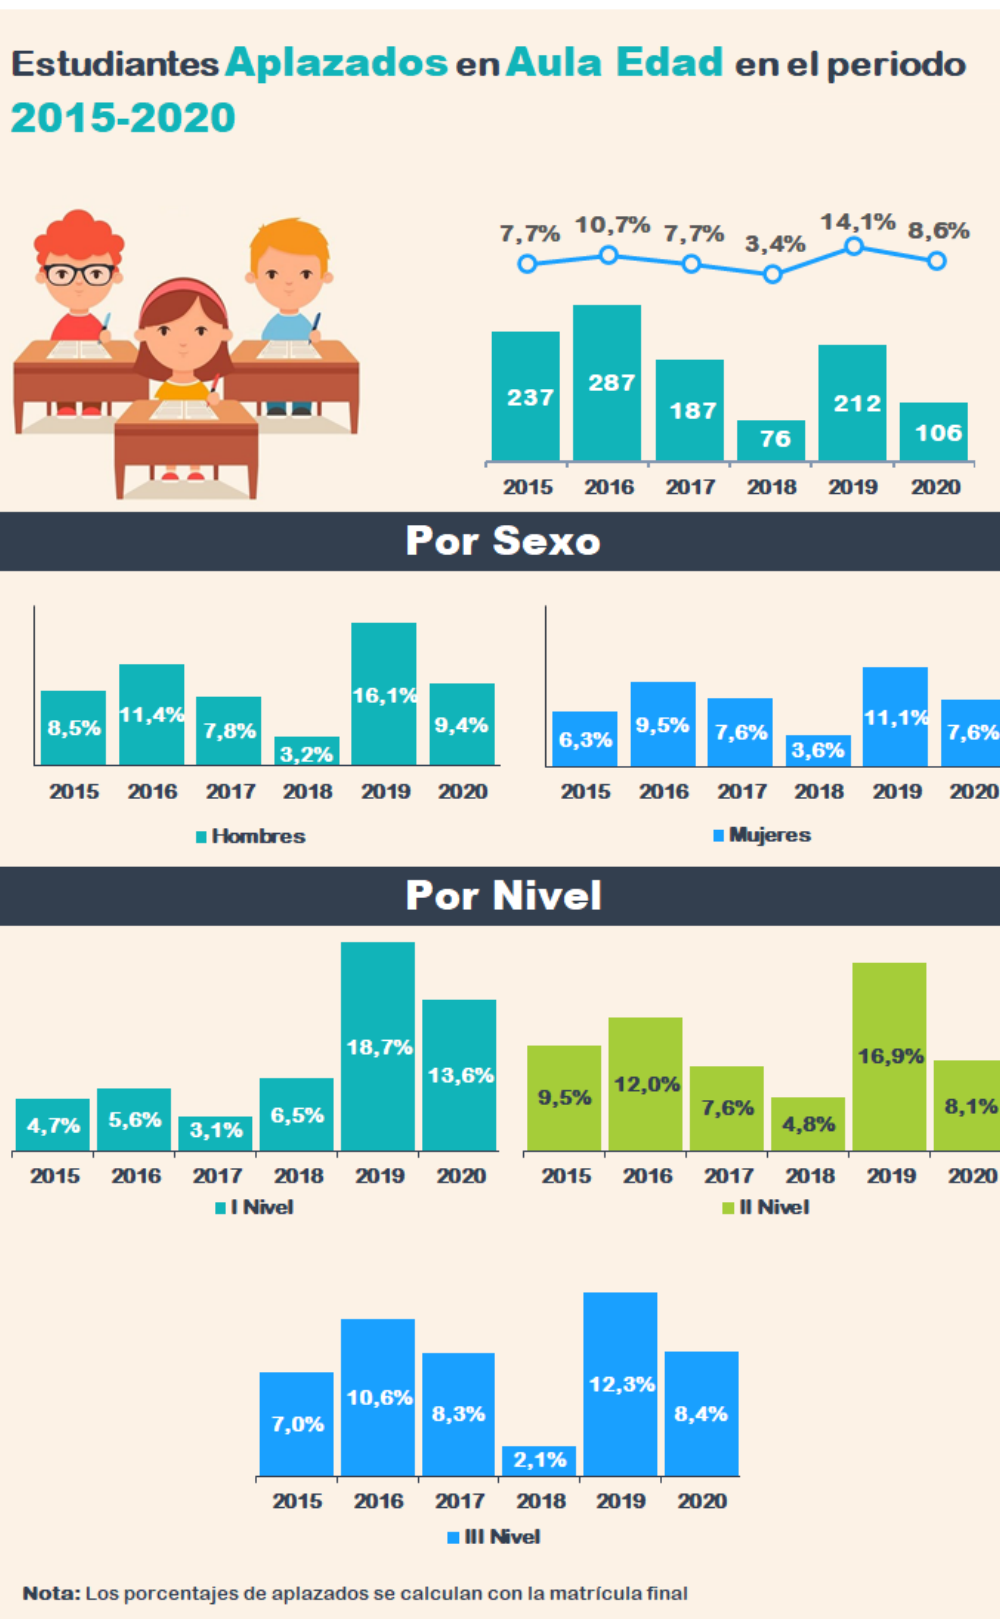 Estudiantes Aplazados en Aula Edad en el periodo
2015-2020
7,7% 10,7% 7,7% 3,4% 14,1% 8,6%
237 287 187 76 212 106
2015 2016 2017 2018 2019 2020
Por Sexo
8,5% 11,4% 7,8% 3,2% 16,1% 9,4%
2015 2016 2017 2018 2019 2020
Hombres
6,3% 9,5% 7,6% 3,6% 11,1% 7,6%
2015 2016 2017 2018 2019 2020
Mujeres
Por Nivel
4,7% 5,6% 3,1% 6,5% 18,7% 13,6%
2015 2016 2017 2018 2019 2020
I Nivel
9,5% 12,0% 7,6% 4,8% 16,9% 8,1%
2015 2016 2017 2018 2019 2020
II Nivel
7,0% 10,6% 8,3% 2,1% 12,3% 8,4%
2015 2016 2017 2018 2019 2020
III Nivel
Nota: Los porcentajes de aplazados se calculan con la matrícula final